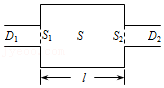 D₁ S₁ S S₂ D₂
l